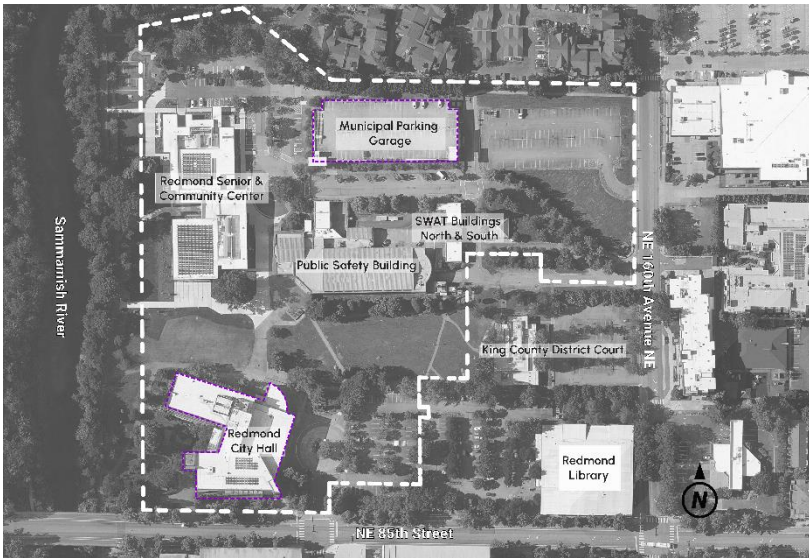 Municipal Parking
Garage
Redmond Senior &
Community Center
SWAT Buildings
North & South
Public Safety Building
Sammamish River
NE 160th Avenue NE
King County District Court
Redmond
City Hall
Redmond
Library
N
NE 85th Street